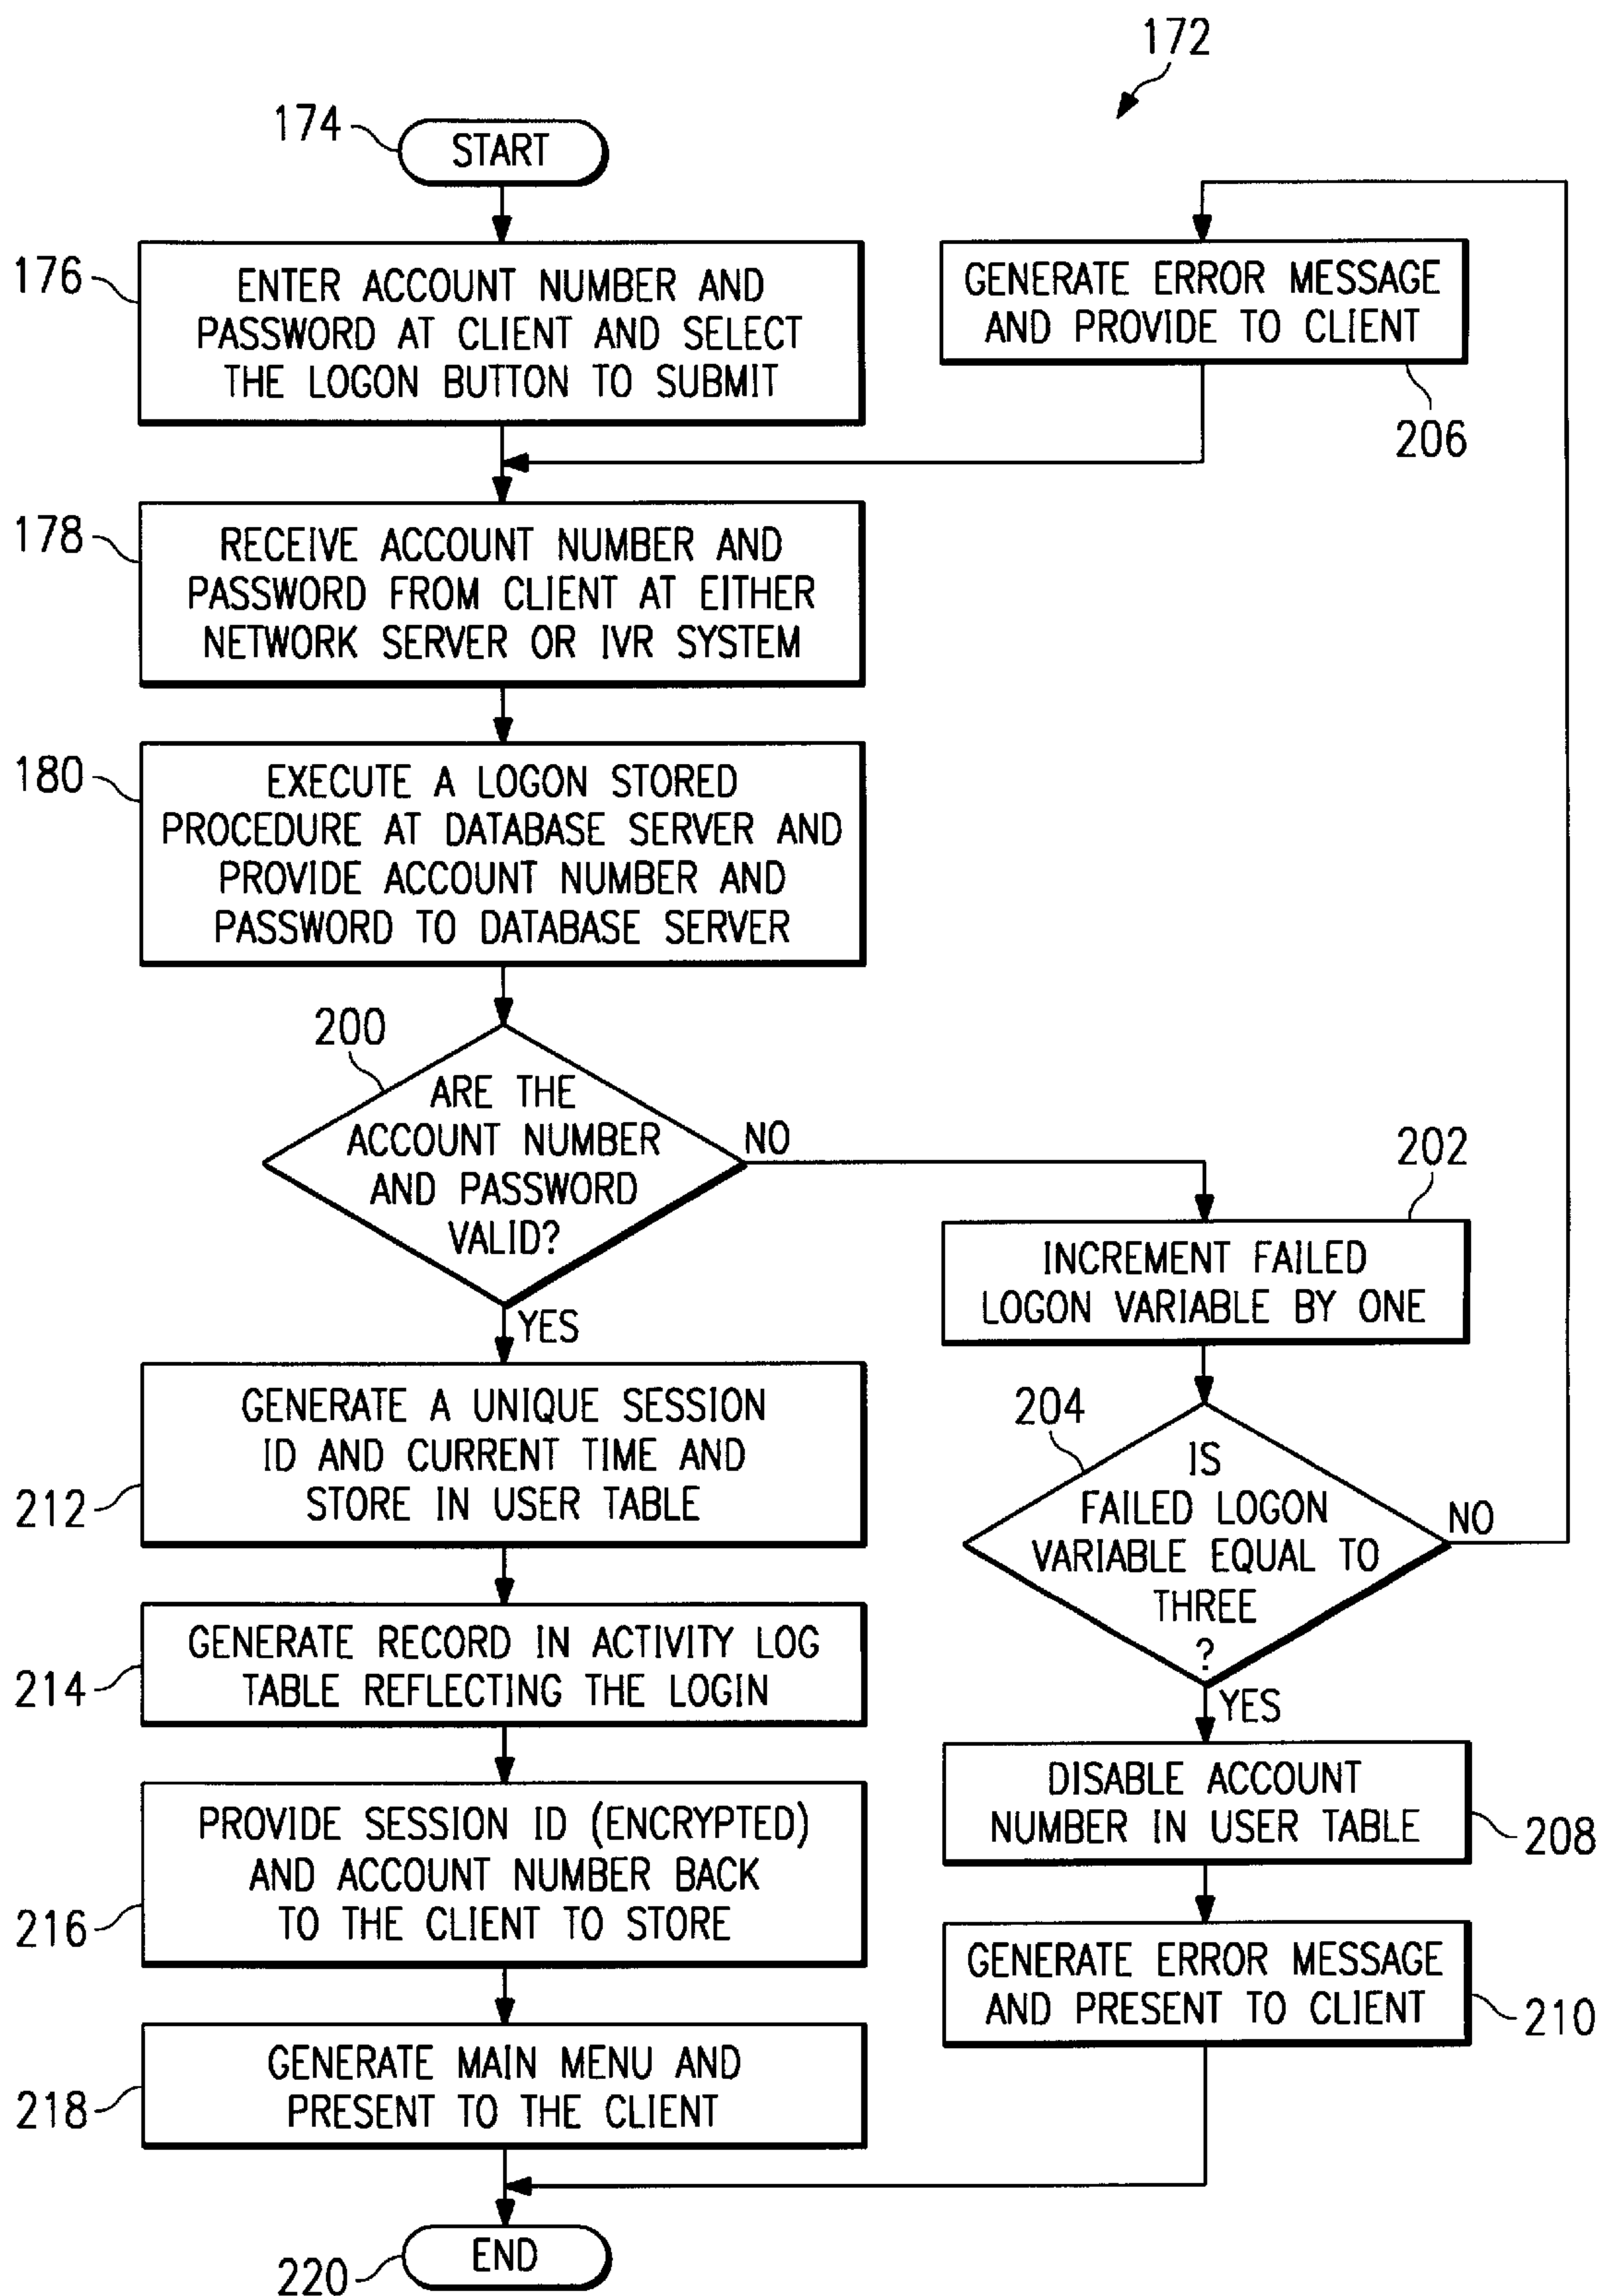 172
174
START
176
ENTER ACCOUNT NUMBER AND
PASSWORD AT CLIENT AND SELECT
THE LOGON BUTTON TO SUBMIT
GENERATE ERROR MESSAGE
AND PROVIDE TO CLIENT
206
178
RECEIVE ACCOUNT NUMBER AND
PASSWORD FROM CLIENT AT EITHER
NETWORK SERVER OR IVR SYSTEM
180
EXECUTE A LOGON STORED
PROCEDURE AT DATABASE SERVER AND
PROVIDE ACCOUNT NUMBER AND
PASSWORD TO DATABASE SERVER
200
ARE THE
ACCOUNT NUMBER
AND PASSWORD
VALID?
NO
YES
202
INCREMENT FAILED
LOGON VARIABLE BY ONE
204
IS
FAILED LOGON
VARIABLE EQUAL TO
THREE
?
NO
YES
212
GENERATE A UNIQUE SESSION
ID AND CURRENT TIME AND
STORE IN USER TABLE
214
GENERATE RECORD IN ACTIVITY LOG
TABLE REFLECTING THE LOGIN
DISABLE ACCOUNT
NUMBER IN USER TABLE
208
216
PROVIDE SESSION ID (ENCRYPTED)
AND ACCOUNT NUMBER BACK
TO THE CLIENT TO STORE
GENERATE ERROR MESSAGE
AND PRESENT TO CLIENT
210
218
GENERATE MAIN MENU AND
PRESENT TO THE CLIENT
220
END